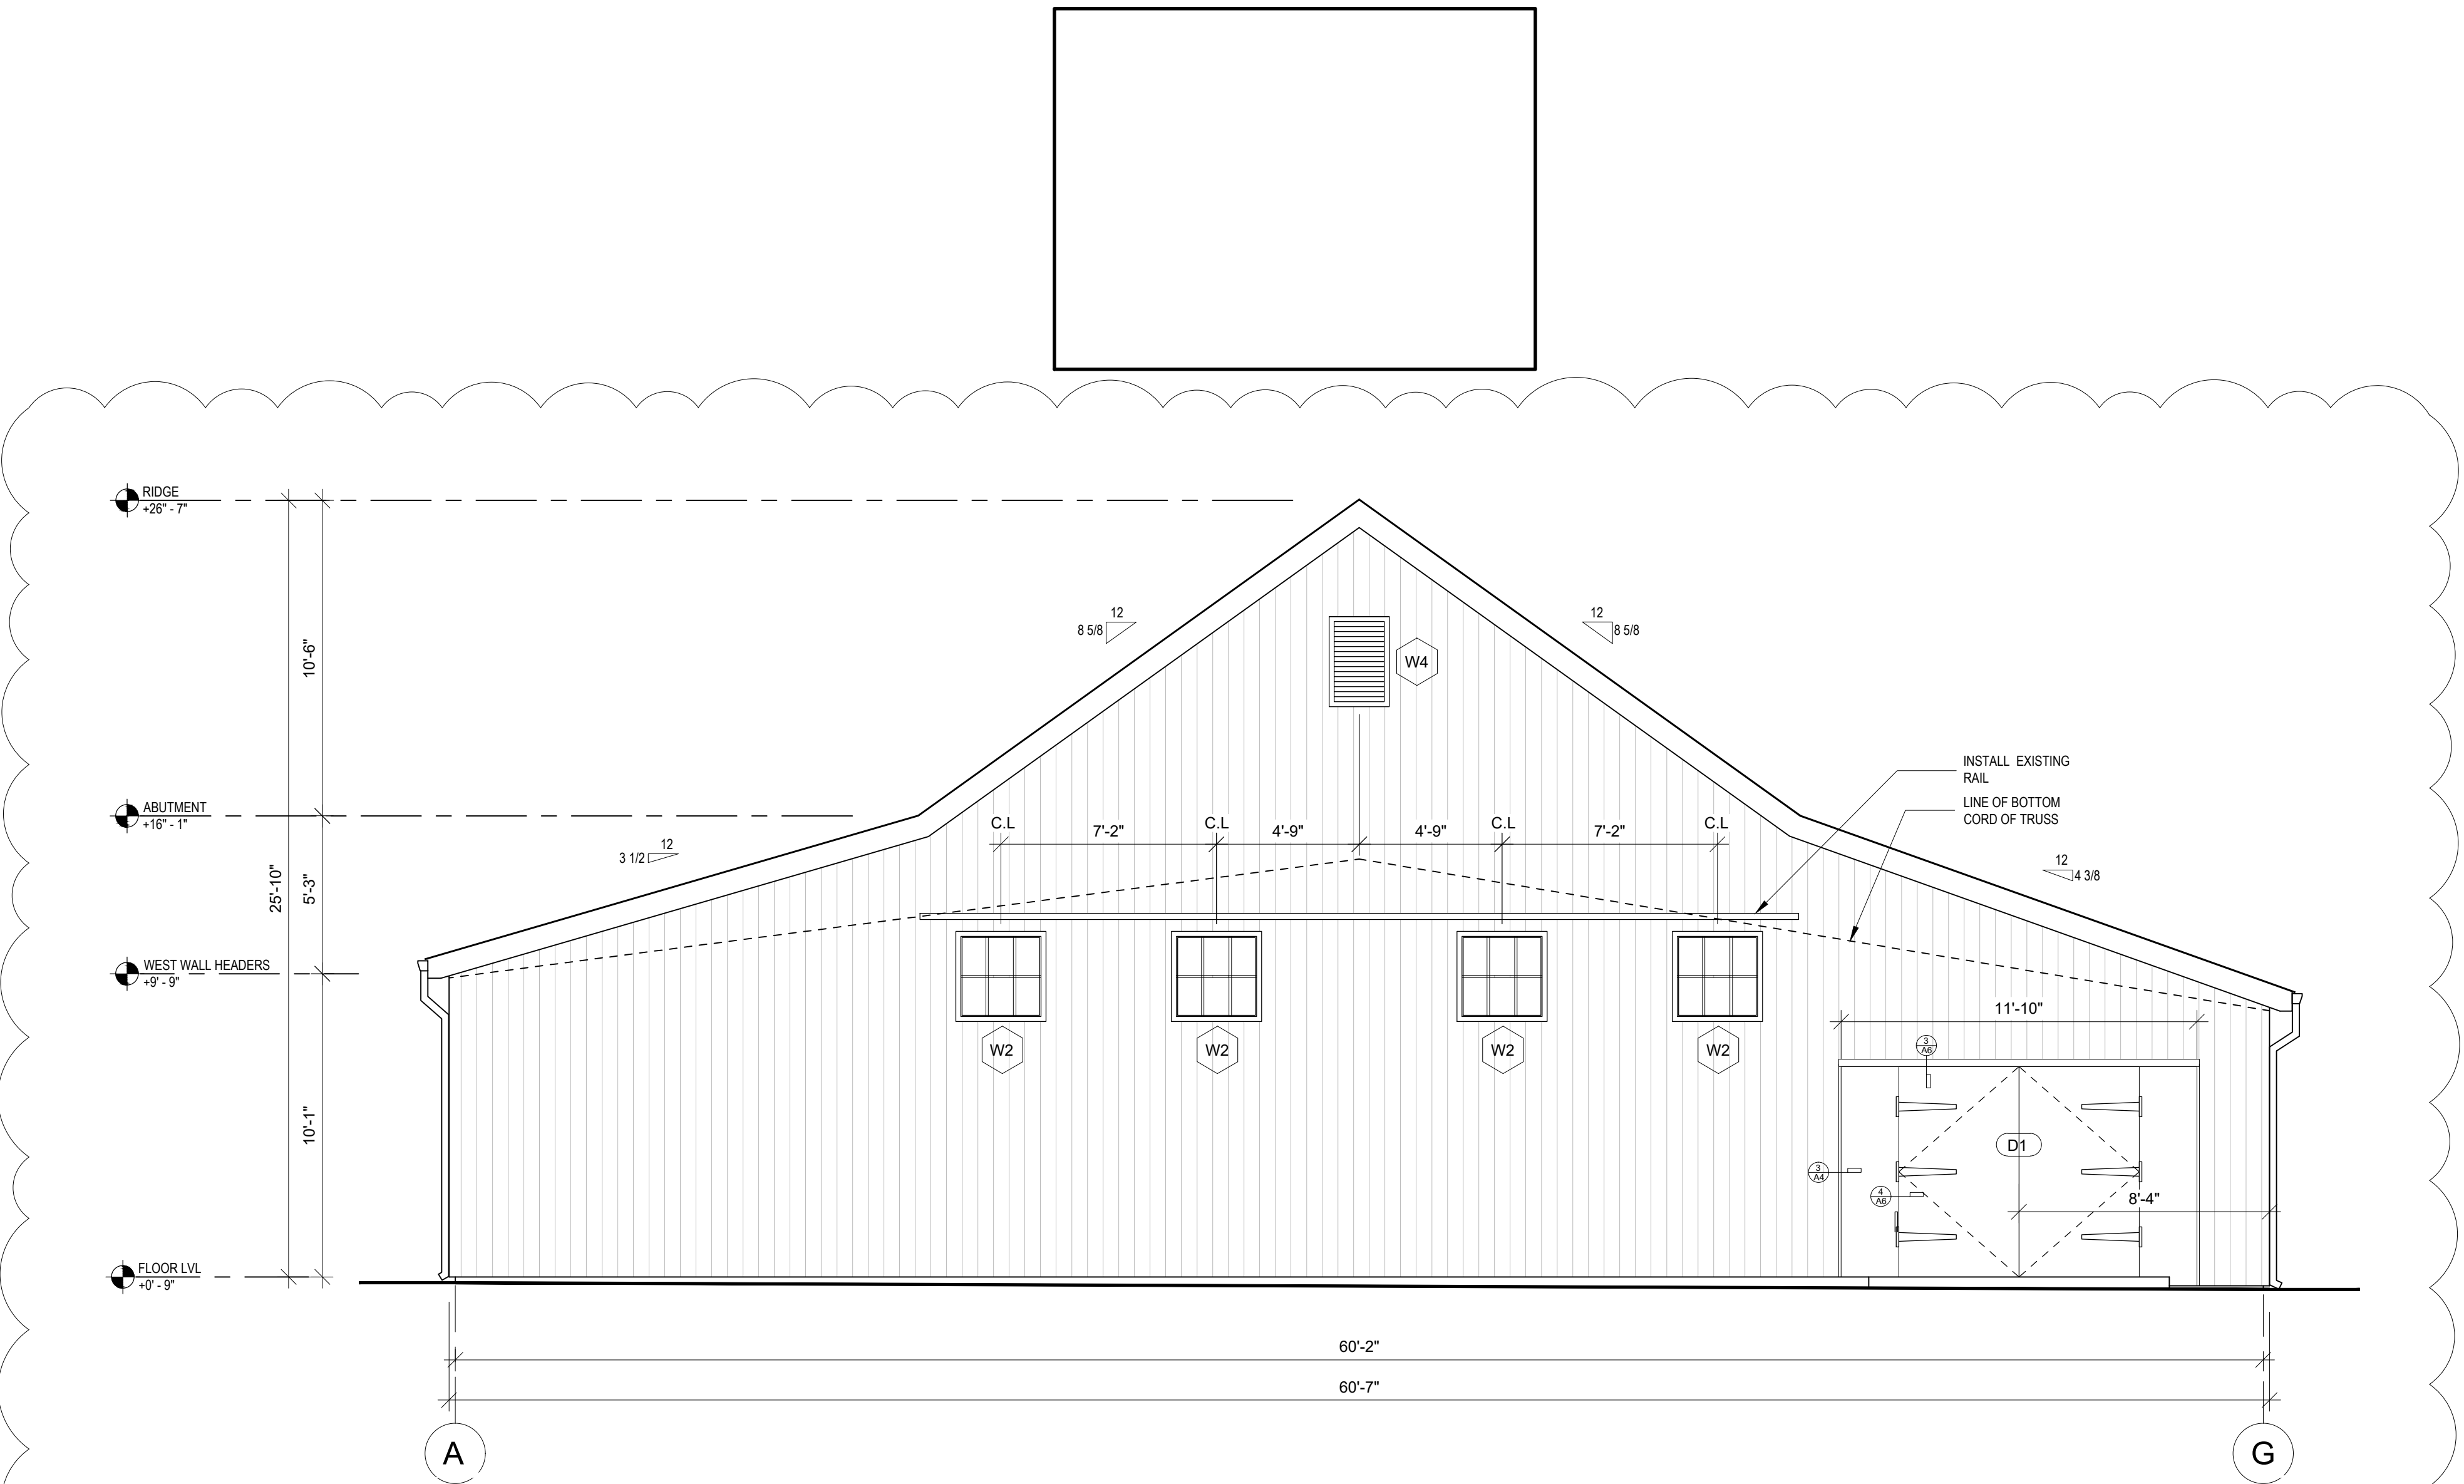 RIDGE
+26" - 7"
ABUTMENT
+16" - 1"
WEST WALL HEADERS
+9' - 9"
FLOOR LVL
+0' - 9"
25'-10"
10'-6"
5'-3"
10'-1"
12
8 5/8
12
8 5/8
12
3 1/2
12
4 3/8
W4
INSTALL EXISTING
RAIL
LINE OF BOTTOM
CORD OF TRUSS
C.L
7'-2"
C.L
4'-9"
4'-9"
C.L
7'-2"
C.L
W2
W2
W2
W2
11'-10"
3
A6
3
A4
4
A6
D1
8'-4"
60'-2"
60'-7"
A
G